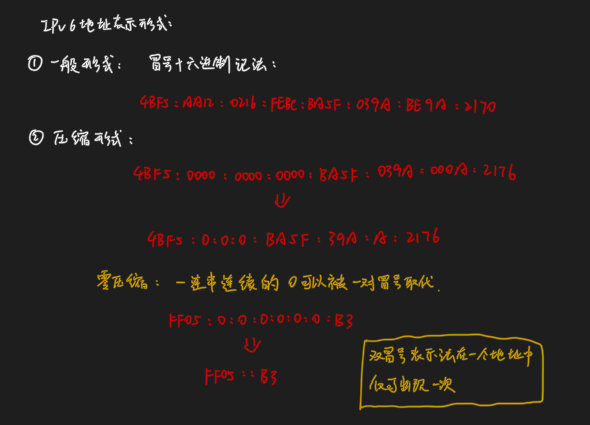 IPv6地址表示形式:
① 一般形式: 冒号十六进制记法:
4BF5:AA12:0216:FEBC:BA5F:039A:BE9A:2170
② 压缩形式:
4BF5:0000:0000:0000:BA5F:039A:000A:2176
⇓
4BF5:0:0:0:BA5F:39A:A:2176
零压缩: 一连串连续的0可以被一对冒号取代.
FF05:0:0:0:0:0:0:B3
⇓
FF05::B3
双冒号表示法在一个地址中
仅可出现一次